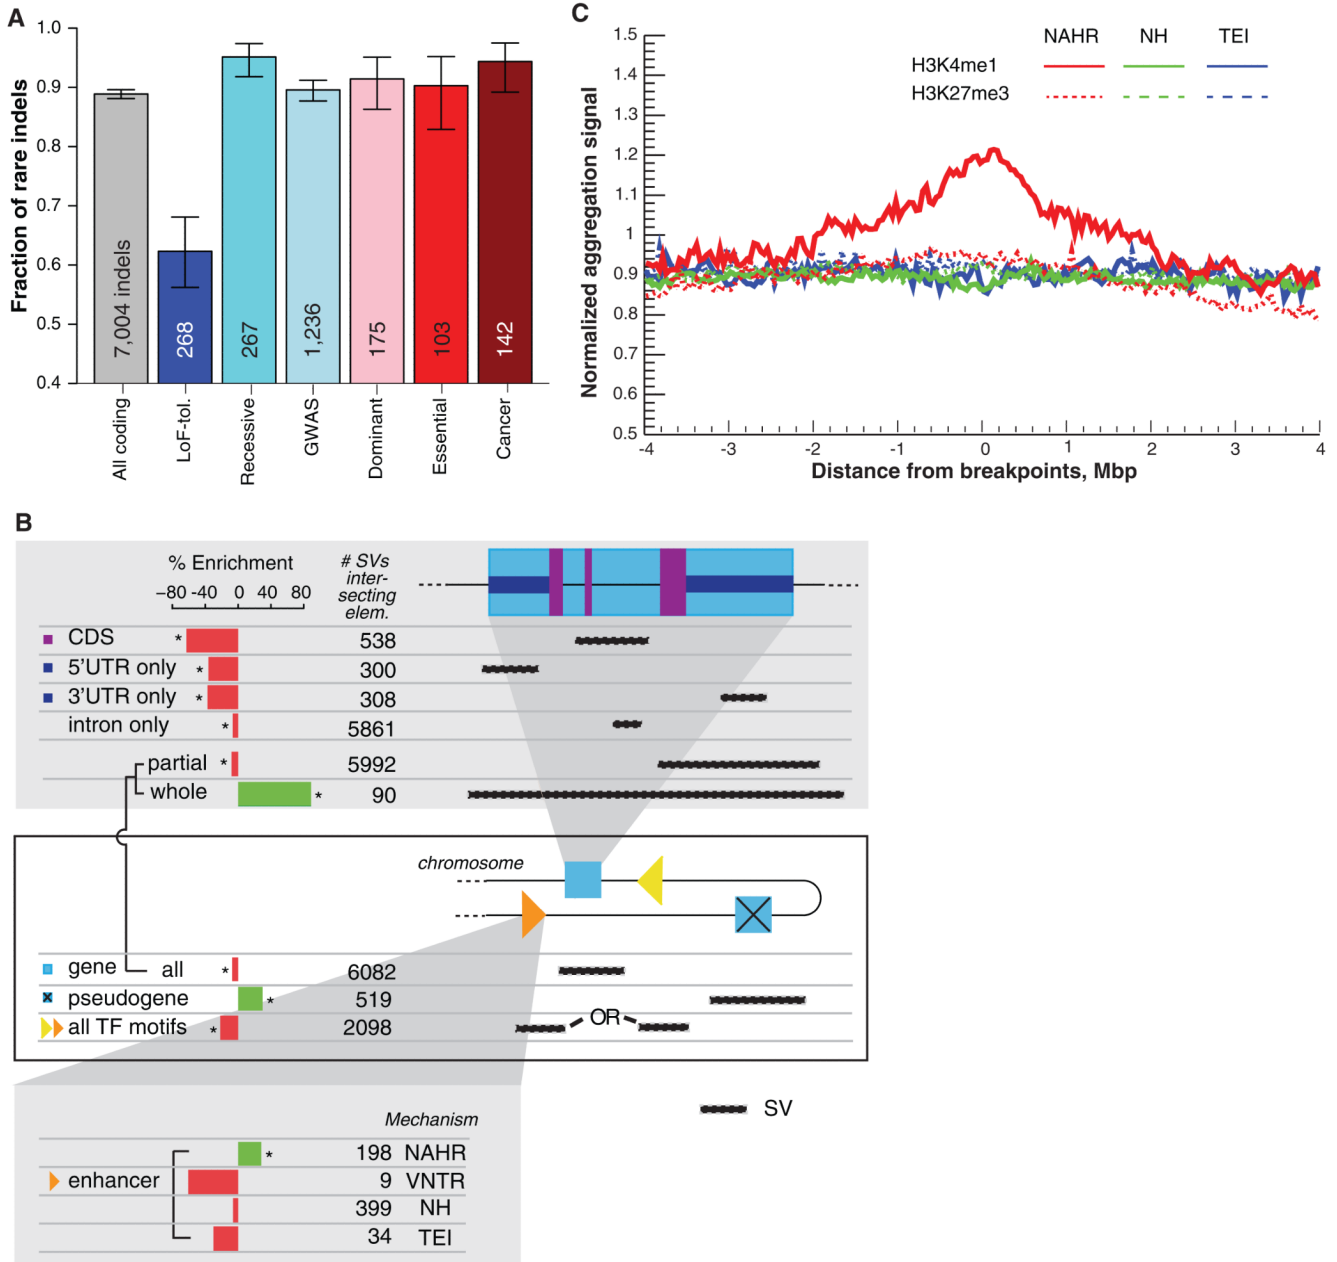 A
Fraction of rare indels
1.0
0.9
0.8
0.7
0.6
0.5
0.4
7,004 indels
268
267
1,236
175
103
142
All coding
LoF-tol.
Recessive
GWAS
Dominant
Essential
Cancer
C
NAHR NH TEI
H3K4me1
H3K27me3
Normalized aggregation signal
1.5
1.4
1.3
1.2
1.1
1
0.9
0.8
0.7
0.6
0.5
-4 -3 -2 -1 0 1 2 3 4
Distance from breakpoints, Mbp
B
% Enrichment
−80 -40 0 40 80
# SVs
inter-
secting
elem.
CDS * 538
5'UTR only * 300
3'UTR only * 308
intron only * 5861
partial * 5992
whole * 90
chromosome
gene all * 6082
pseudogene * 519
all TF motifs * 2098
OR
SV
Mechanism
* 198 NAHR
enhancer 9 VNTR
399 NH
34 TEI